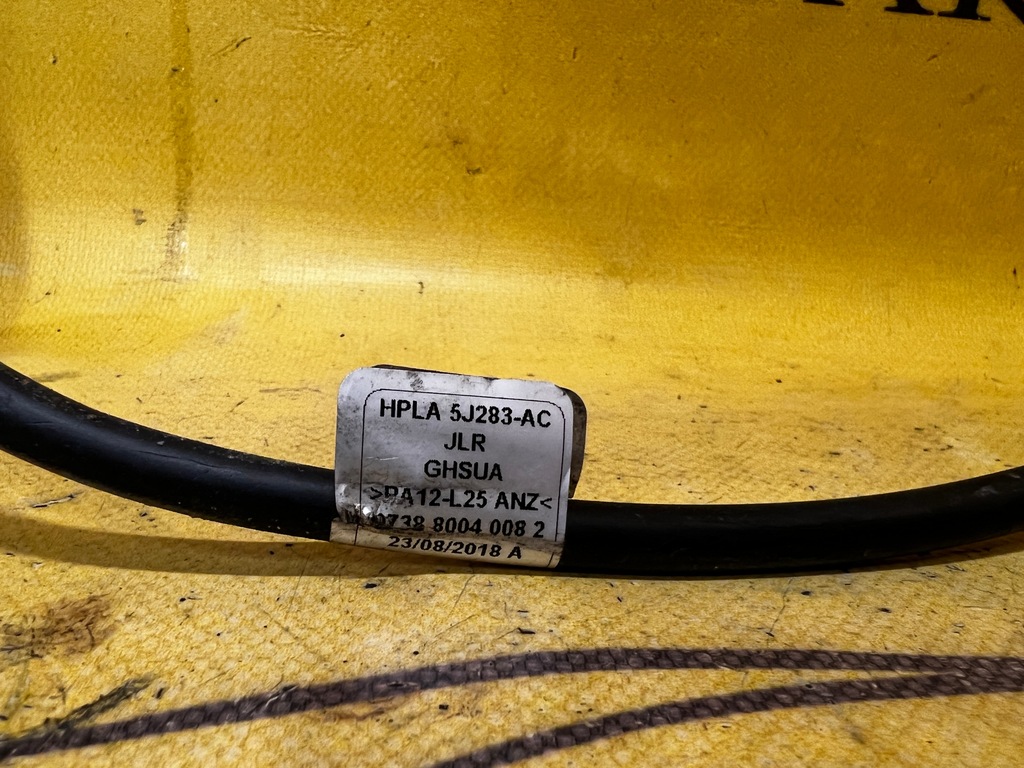 HPLA 5J283-AC
JLR
GHSUA
>PA12-L25 ANZ<
0738 8004 008 2
23/08/2018 A